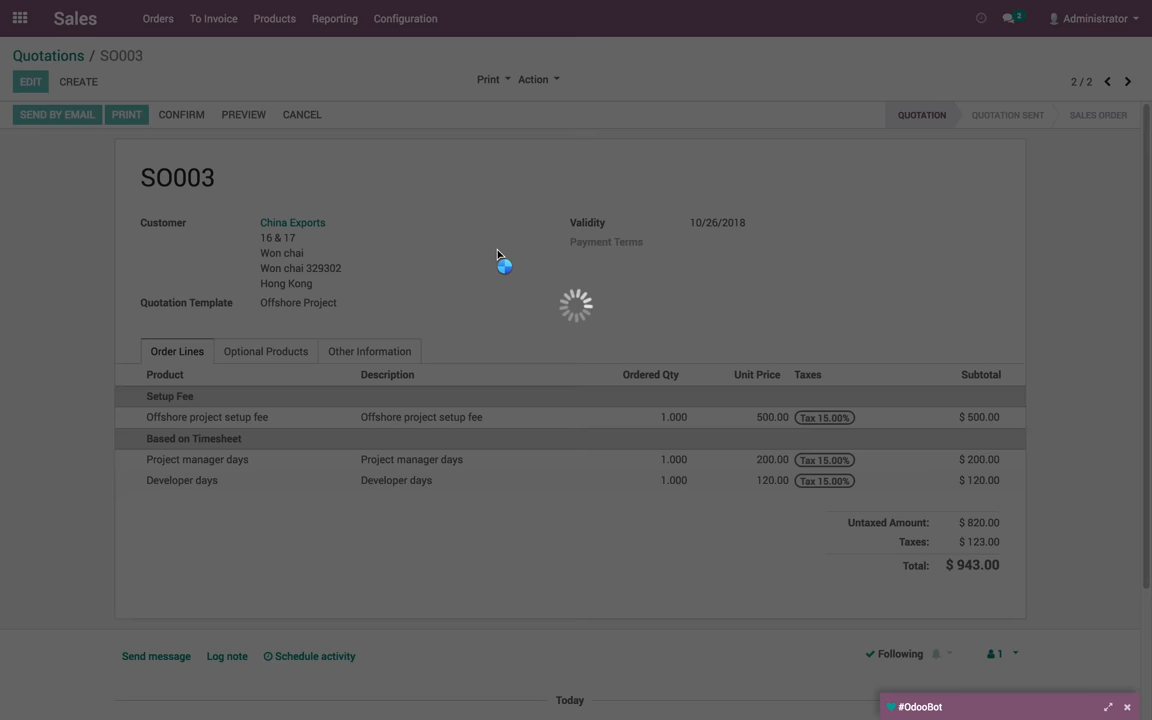 Sales Orders To Invoice Products Reporting Configuration 2 Administrator
Quotations / SO003
EDIT CREATE Print Action 2 / 2
SEND BY EMAIL PRINT CONFIRM PREVIEW CANCEL QUOTATION QUOTATION SENT SALES ORDER
SO003
Customer China Exports Validity 10/26/2018
16 & 17 Payment Terms
Won chai
Won chai 329302
Hong Kong
Quotation Template Offshore Project
Order Lines Optional Products Other Information
Product Description Ordered Qty Unit Price Taxes Subtotal
Setup Fee
Offshore project setup fee Offshore project setup fee 1.000 500.00 Tax 15.00% $ 500.00
Based on Timesheet
Project manager days Project manager days 1.000 200.00 Tax 15.00% $ 200.00
Developer days Developer days 1.000 120.00 Tax 15.00% $ 120.00
Untaxed Amount: $ 820.00
Taxes: $ 123.00
Total: $ 943.00
Send message Log note Schedule activity Following 1
Today
#OdooBot